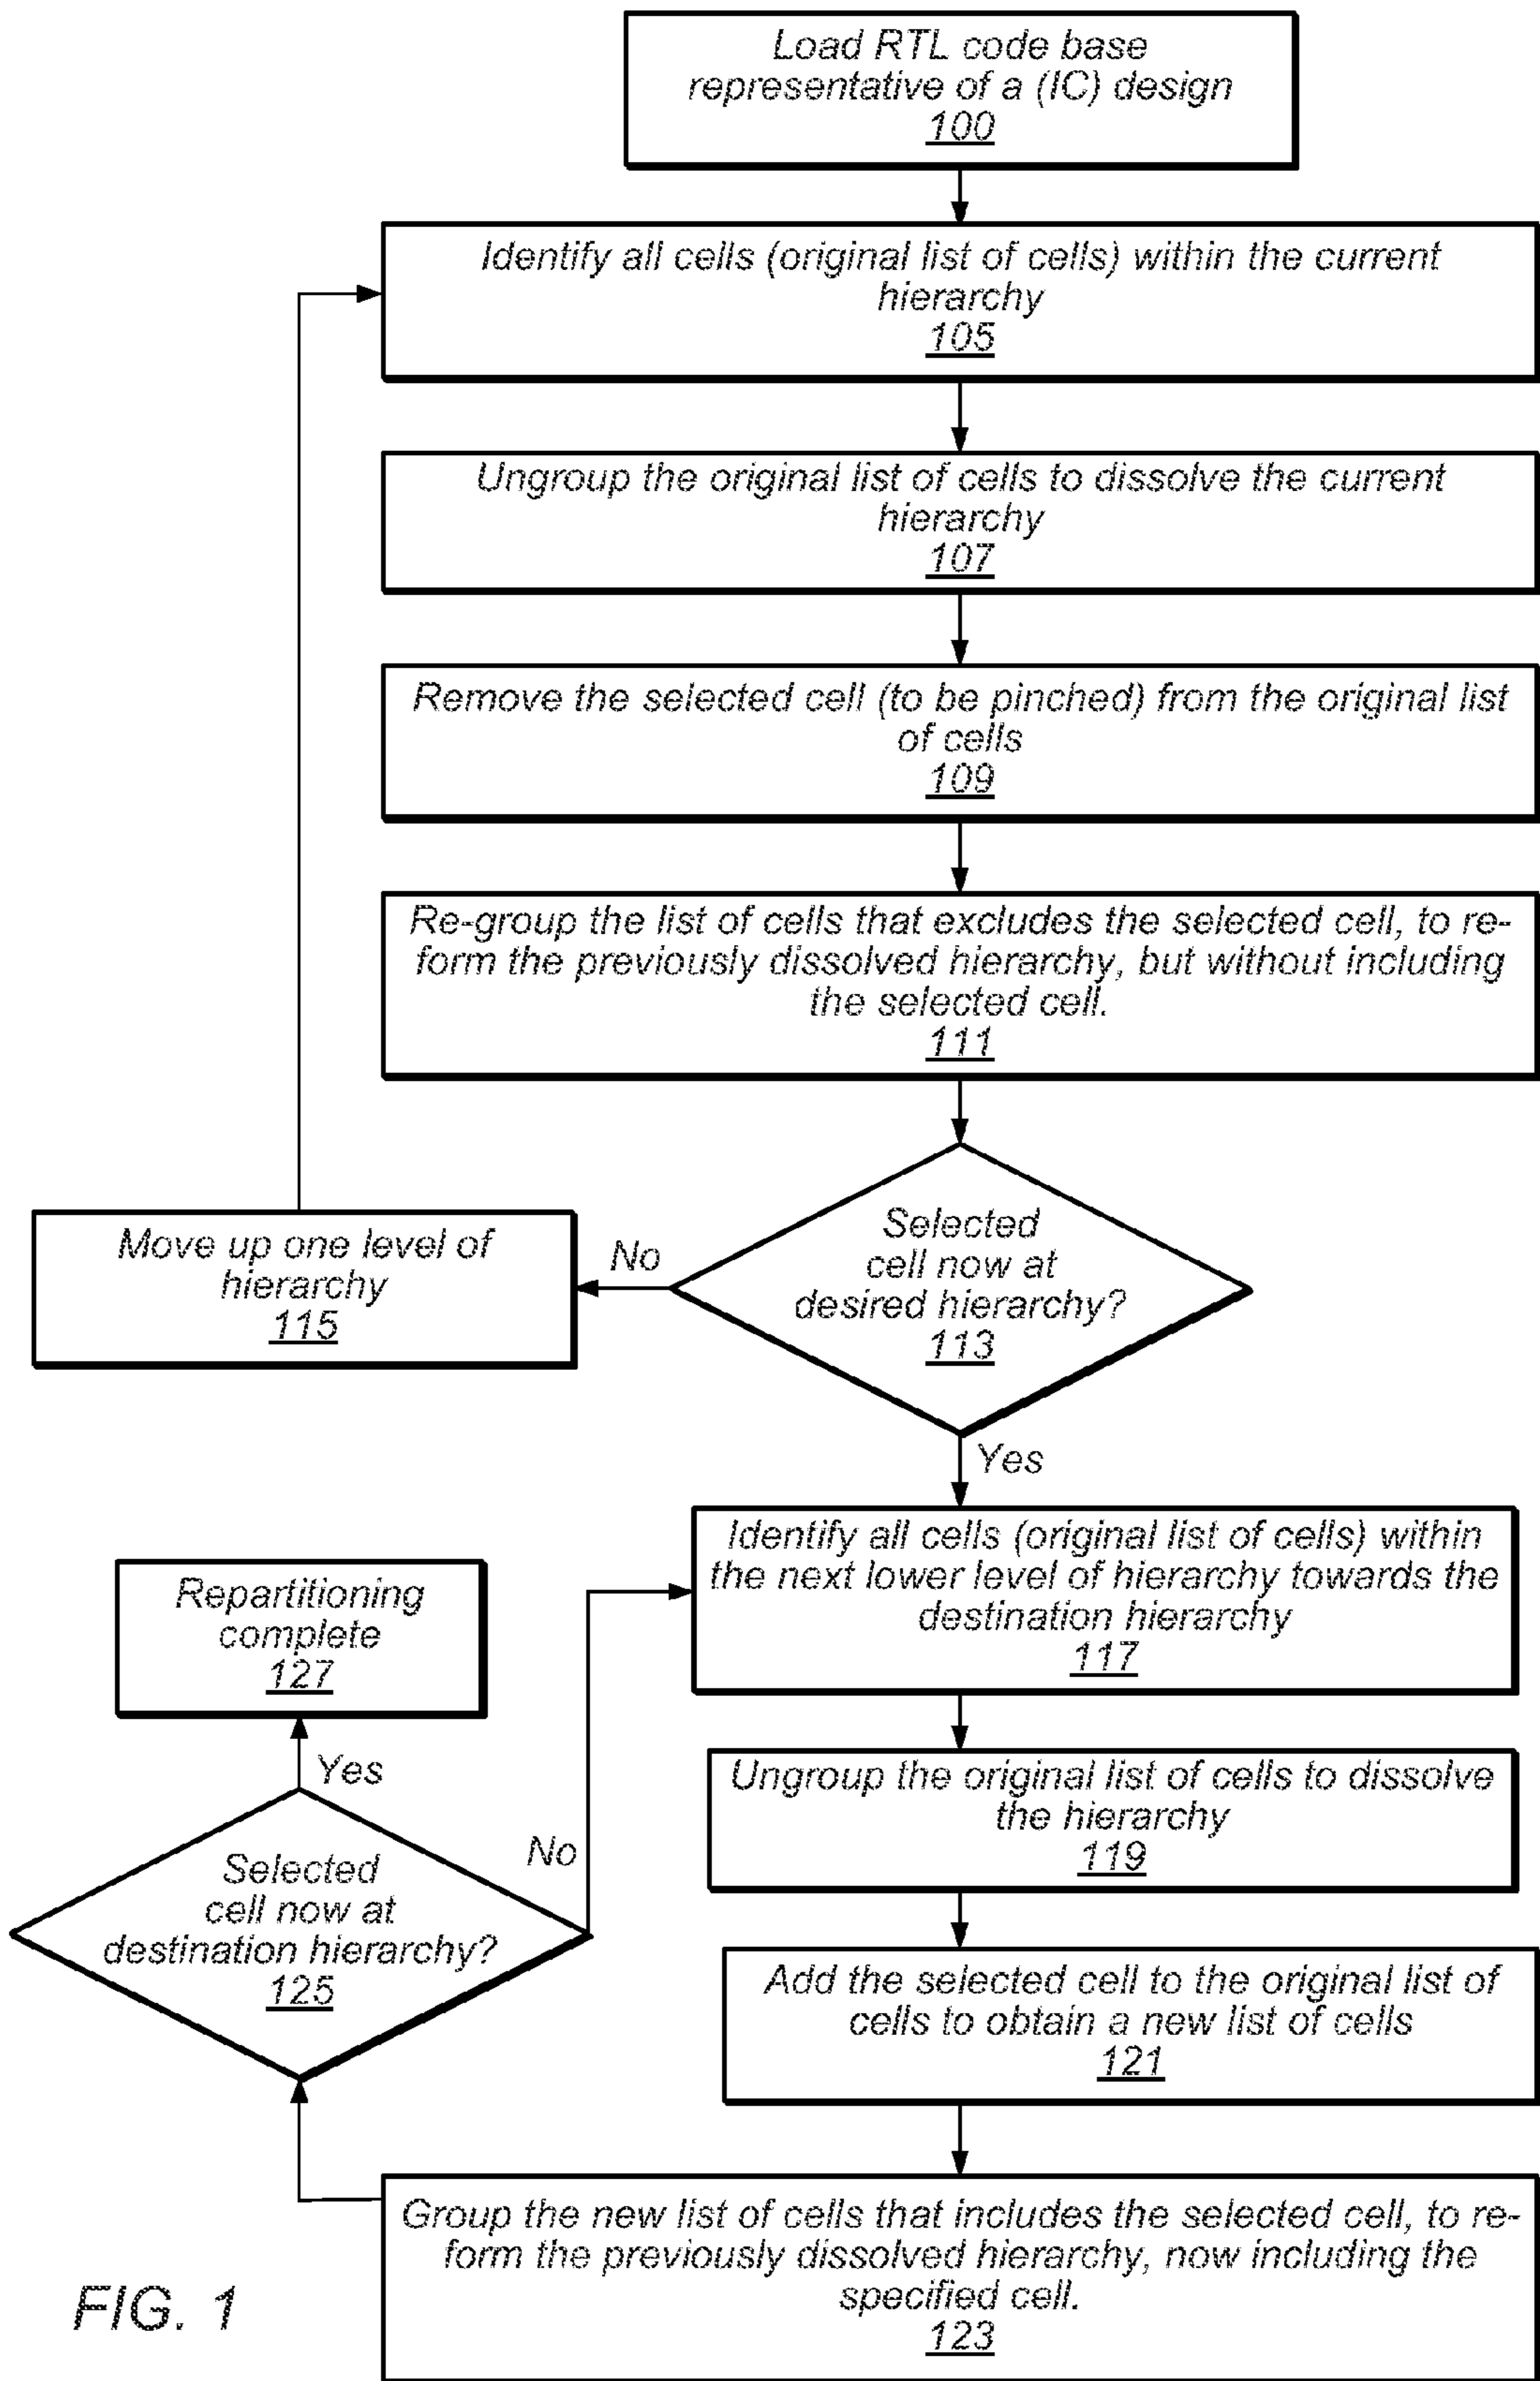 Load RTL code base
representative of a (IC) design
100
Identify all cells (original list of cells) within the current
hierarchy
105
Ungroup the original list of cells to dissolve the current
hierarchy
107
Remove the selected cell (to be pinched) from the original list
of cells
109
Re-group the list of cells that excludes the selected cell, to re-
form the previously dissolved hierarchy, but without including
the selected cell.
111
Selected
cell now at
desired hierarchy?
113
No
Move up one level of
hierarchy
115
Yes
Identify all cells (original list of cells) within
the next lower level of hierarchy towards the
destination hierarchy
117
Ungroup the original list of cells to dissolve
the hierarchy
119
Add the selected cell to the original list of
cells to obtain a new list of cells
121
Group the new list of cells that includes the selected cell, to re-
form the previously dissolved hierarchy, now including the
specified cell.
123
Selected
cell now at
destination hierarchy?
125
No
Yes
Repartitioning
complete
127
FIG. 1